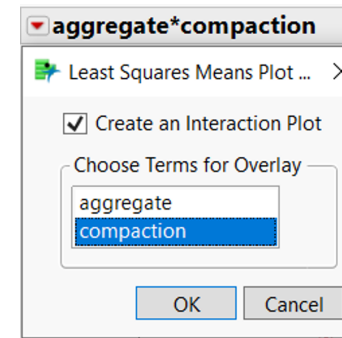 aggregate*compaction
Least Squares Means Plot ...
Create an Interaction Plot
Choose Terms for Overlay
aggregate
compaction
OK Cancel